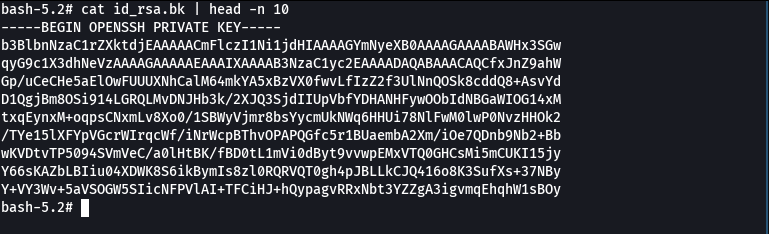 bash-5.2# cat id_rsa.bk | head -n 10
-----BEGIN OPENSSH PRIVATE KEY-----
b3BlbnNzaC1rZXktdjEAAAAACmFlczI1Ni1jdHIAAAAGYmNyeXB0AAAAGAAAABAWHx3SGw
qyG9c1X3dhNeVzAAAAGAAAAAEAAAIXAAAAB3NzaC1yc2EAAAADAQABAAACAQCfxJnZ9ahW
Gp/uCeCHe5aElOwFUUUXNhCalM64mkYA5xBzVX0fwvLfIzZ2f3UlNnQOSk8cddQ8+AsvYd
D1QgjBm8OSi914LGRQLMvDNJHb3k/2XJQ3SjdIIUpVbfYDHANHFywOObIdNBGaWIOG14xM
txqEynxM+oqpsCNxmLv8Xo0/1SBWyVjmr8bsYycmUkNWq6HHUi78NlFwM0lwP0NvzHHOk2
/TYe15lXFYpVGcrWIrqcWf/iNrWcpBThvOPAPQGfc5r1BUaembA2Xm/iOe7QDnb9Nb2+Bb
wKVDtvTP5094SVmVeC/a0lHtBK/fBD0tL1mVi0dByt9vvwpEMxVTQ0GHCsMi5mCUKI15jy
Y66sKAZbLBIiu04XDWK8S6ikBymIs8zl0RQRVQT0gh4pJBLLkCJQ416o8K3SufXs+37NBy
Y+VY3Wv+5aVSOGW5SIicNFPVlAI+TFCiHJ+hQypagvRRxNbt3YZZgA3igvmqEhqhW1sBOy
bash-5.2#